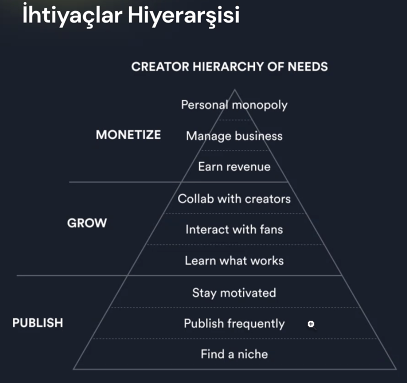 İhtiyaçlar Hiyerarşisi
CREATOR HIERARCHY OF NEEDS
Personal monopoly
MONETIZE
Manage business
Earn revenue
Collab with creators
GROW
Interact with fans
Learn what works
Stay motivated
PUBLISH
Publish frequently
Find a niche